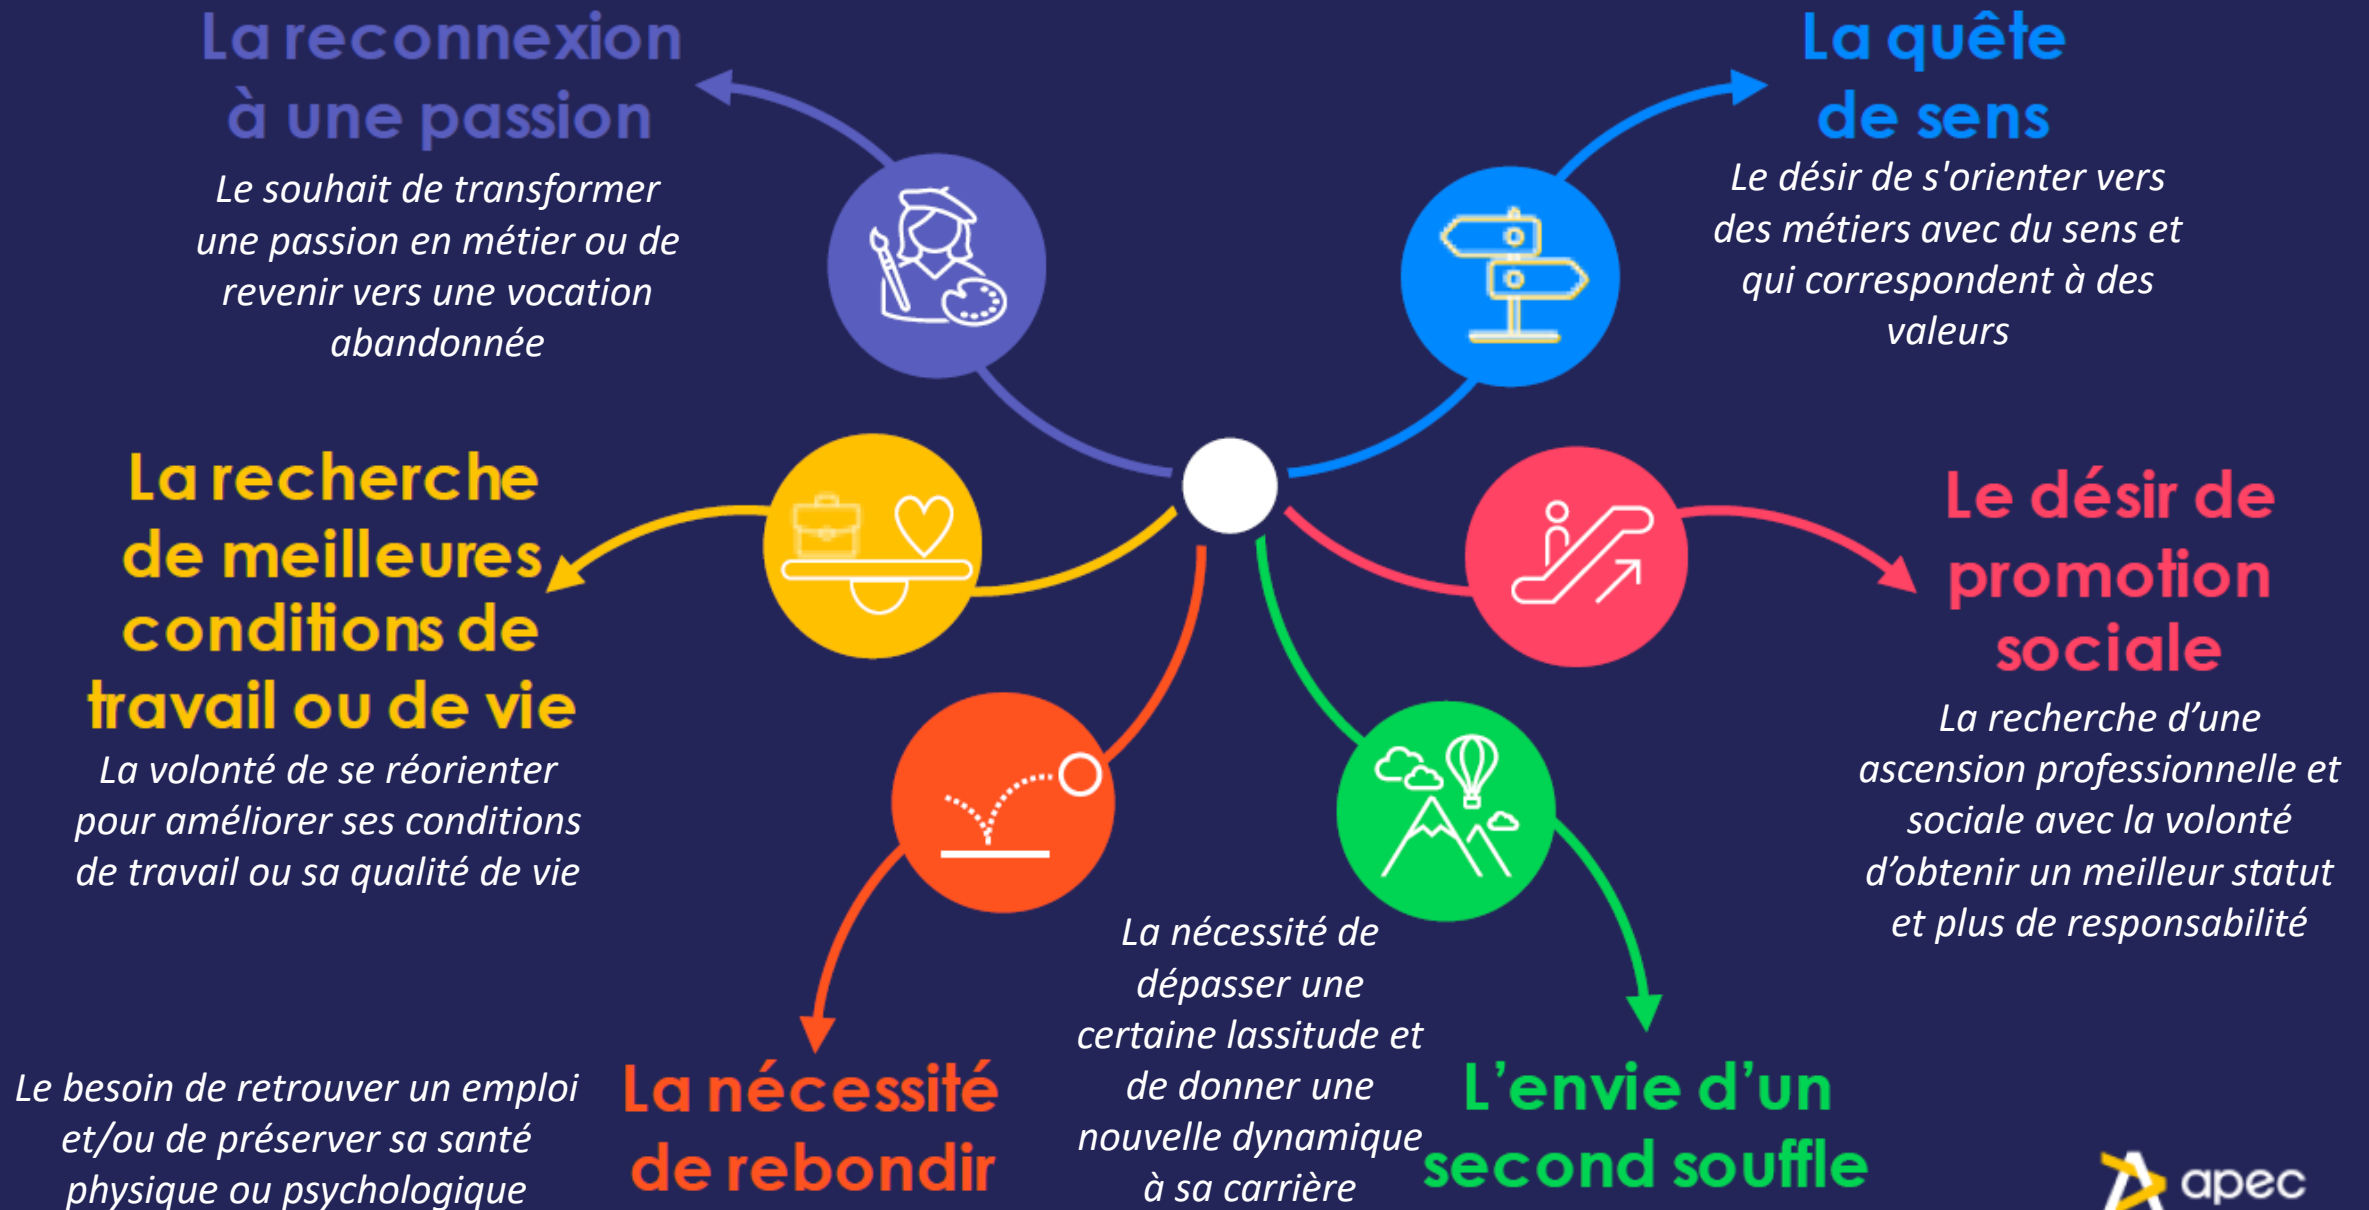 La reconnexion
à une passion
Le souhait de transformer
une passion en métier ou de
revenir vers une vocation
abandonnée
La quête
de sens
Le désir de s'orienter vers
des métiers avec du sens et
qui correspondent à des
valeurs
La recherche
de meilleures
conditions de
travail ou de vie
La volonté de se réorienter
pour améliorer ses conditions
de travail ou sa qualité de vie
Le désir de
promotion
sociale
La recherche d’une
ascension professionnelle et
sociale avec la volonté
d’obtenir un meilleur statut
et plus de responsabilité
Le besoin de retrouver un emploi
et/ou de préserver sa santé
physique ou psychologique
La nécessité
de rebondir
La nécessité de
dépasser une
certaine lassitude et
de donner une
nouvelle dynamique
à sa carrière
L’envie d’un
second souffle
apec